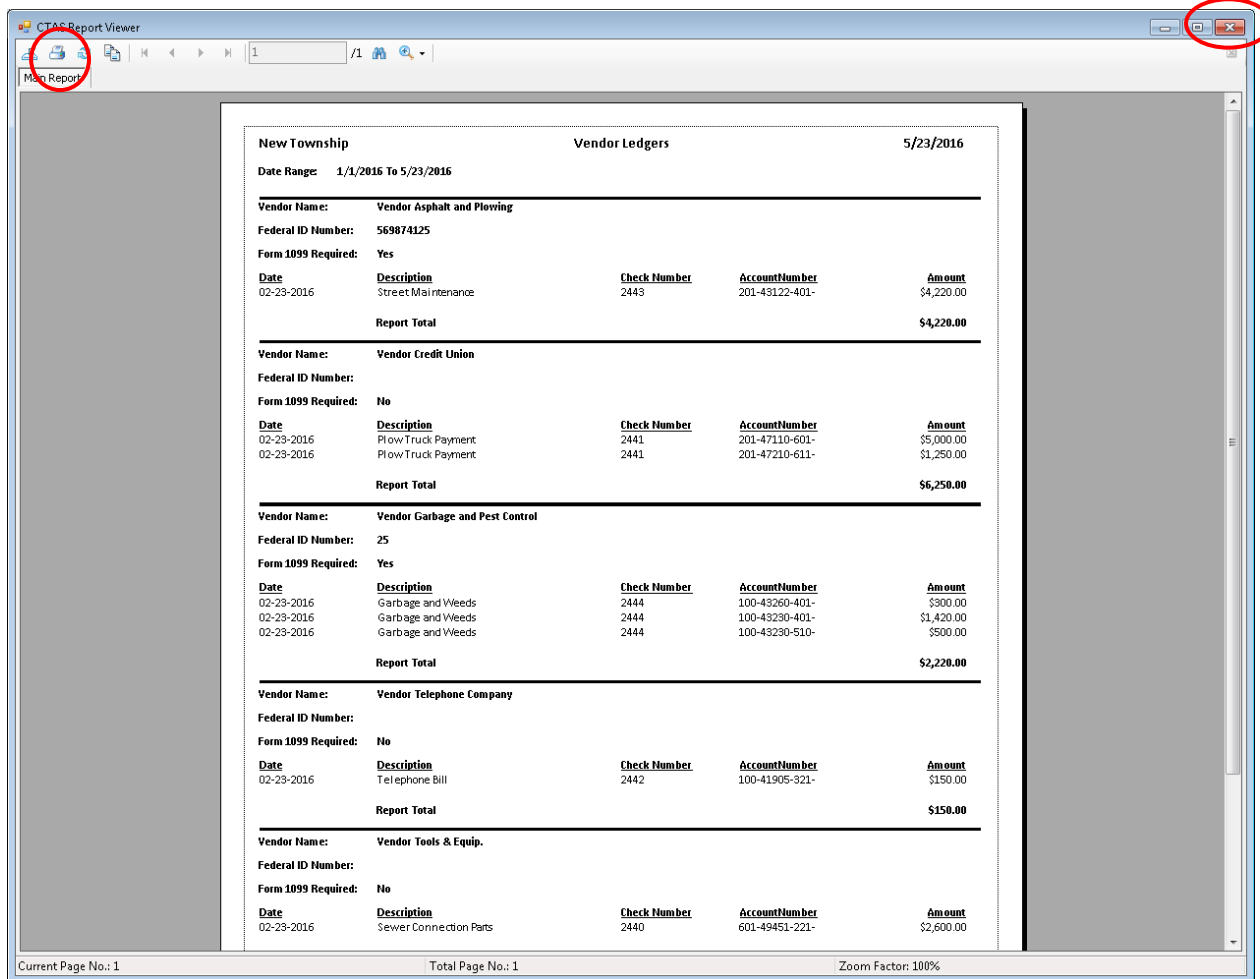 CTAS Report Viewer
1 /1
Main Report
New Township Vendor Ledgers 5/23/2016
Date Range: 1/1/2016 To 5/23/2016
Vendor Name: Vendor Asphalt and Plowing
Federal ID Number: 569874125
Form 1099 Required: Yes
Date Description Check Number AccountNumber Amount
02-23-2016 Street Maintenance 2443 201-43122-401- $4,220.00
Report Total $4,220.00
Vendor Name: Vendor Credit Union
Federal ID Number:
Form 1099 Required: No
Date Description Check Number AccountNumber Amount
02-23-2016 Plow Truck Payment 2441 201-47110-601- $5,000.00
02-23-2016 Plow Truck Payment 2441 201-47210-611- $1,250.00
Report Total $6,250.00
Vendor Name: Vendor Garbage and Pest Control
Federal ID Number: 25
Form 1099 Required: Yes
Date Description Check Number AccountNumber Amount
02-23-2016 Garbage and Weeds 2444 100-43260-401- $300.00
02-23-2016 Garbage and Weeds 2444 100-43230-401- $1,420.00
02-23-2016 Garbage and Weeds 2444 100-43230-510- $500.00
Report Total $2,220.00
Vendor Name: Vendor Telephone Company
Federal ID Number:
Form 1099 Required: No
Date Description Check Number AccountNumber Amount
02-23-2016 Telephone Bill 2442 100-41905-321- $150.00
Report Total $150.00
Vendor Name: Vendor Tools & Equip.
Federal ID Number:
Form 1099 Required: No
Date Description Check Number AccountNumber Amount
02-23-2016 Sewer Connection Parts 2440 601-49451-221- $2,600.00
Current Page No.: 1 Total Page No.: 1 Zoom Factor: 100%